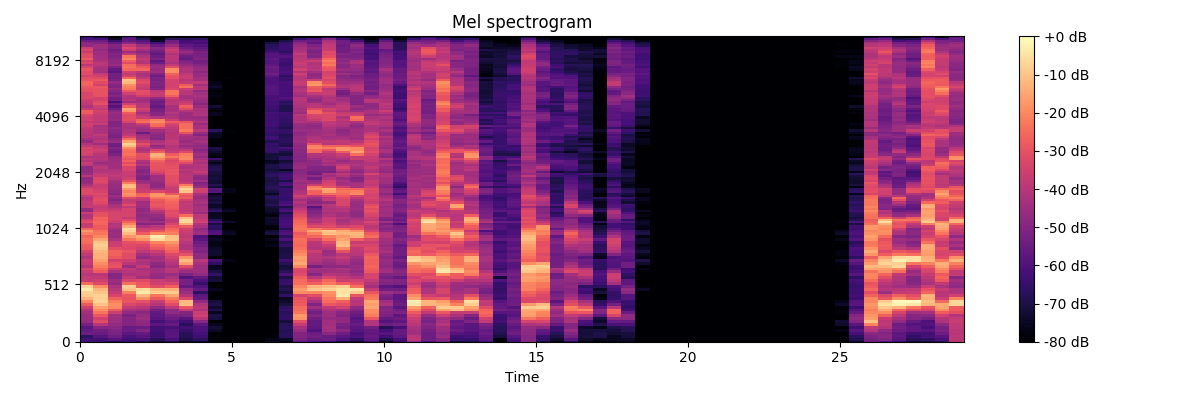 Mel spectrogram
+0 dB
8192
-10 dB
4096
-20 dB
-30 dB
Hz
2048
-40 dB
1024
-50 dB
512
-60 dB
-70 dB
0
-80 dB
0 5 10 15 20 25
Time